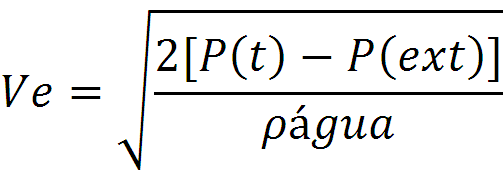 Ve = √(2[P(t) − P(ext)] / ρágua)